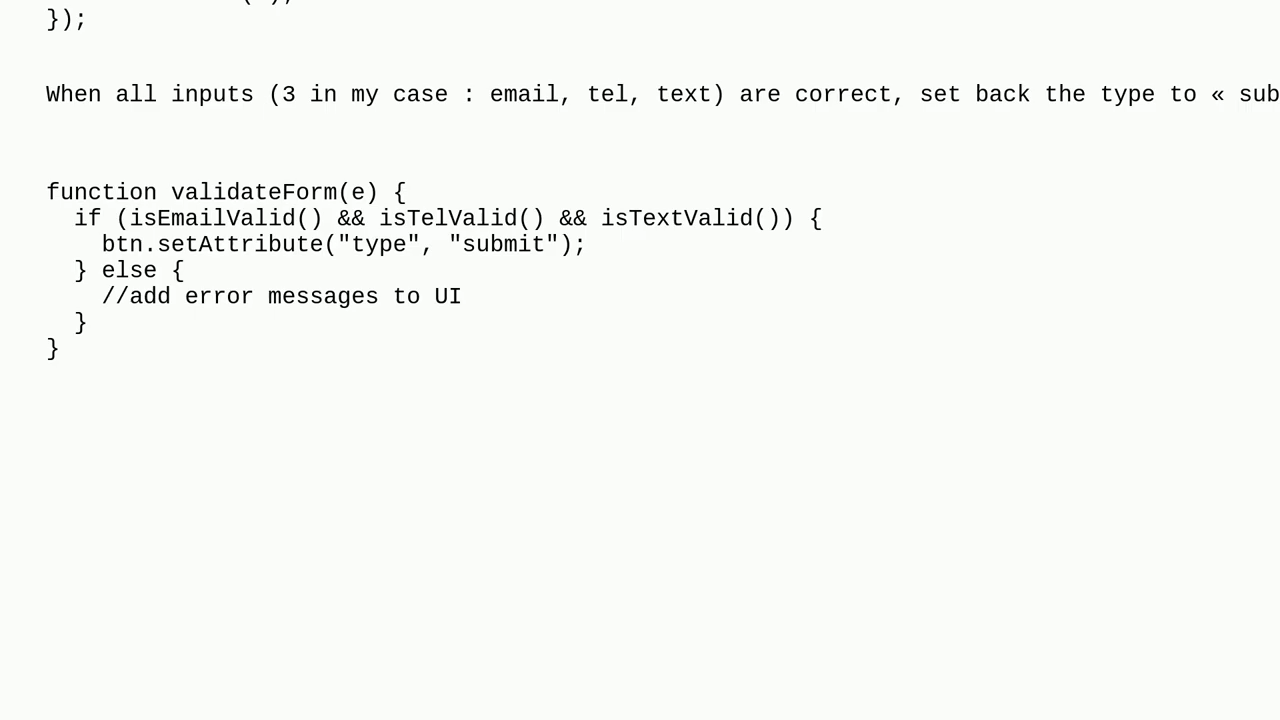 });
When all inputs (3 in my case : email, tel, text) are correct, set back the type to « sub
function validateForm(e) {
  if (isEmailValid() && isTelValid() && isTextValid()) {
    btn.setAttribute("type", "submit");
  } else {
    //add error messages to UI
  }
}